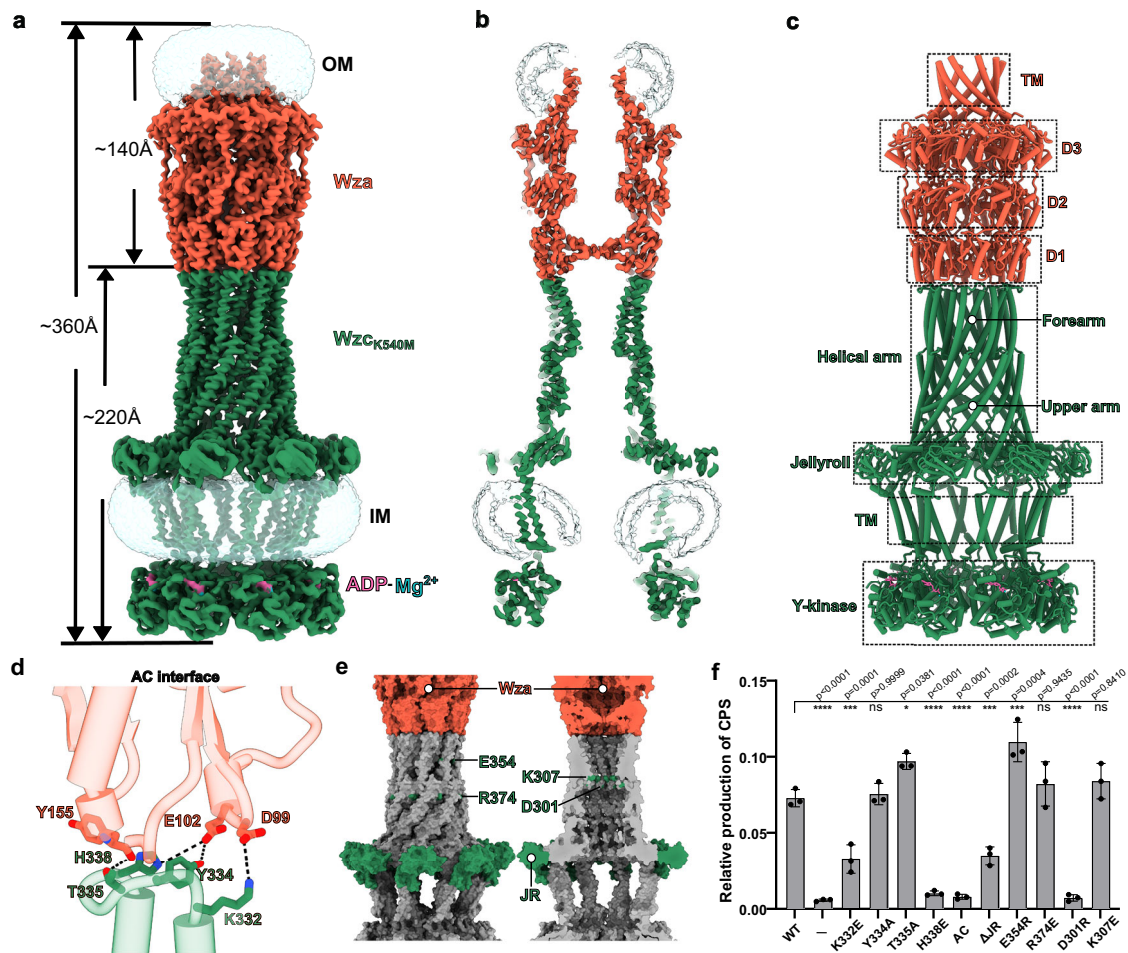 a
OM
~140Å
Wza
~360Å
Wzc K540M
~220Å
IM
ADP-Mg2+
b
c
TM
D3
D2
D1
Forearm
Helical arm
Upper arm
Jellyroll
TM
Y-kinase
d
AC interface
Y155
E102
D99
H338
Y334
T335
K332
e
Wza
E354
K307
R374
D301
JR
f
p<0.0001
p=0.0001
p>0.9999
p=0.0381
p<0.0001
p<0.0001
p=0.0002
p=0.0004
p=0.9435
p<0.0001
p=0.8410
**** *** ns * **** **** *** *** ns **** ns
Relative production of CPS
0.15
0.10
0.05
0.00
WT
—
K332E
Y334A
T335A
H338E
AC
ΔJR
E354R
R374E
D301R
K307E